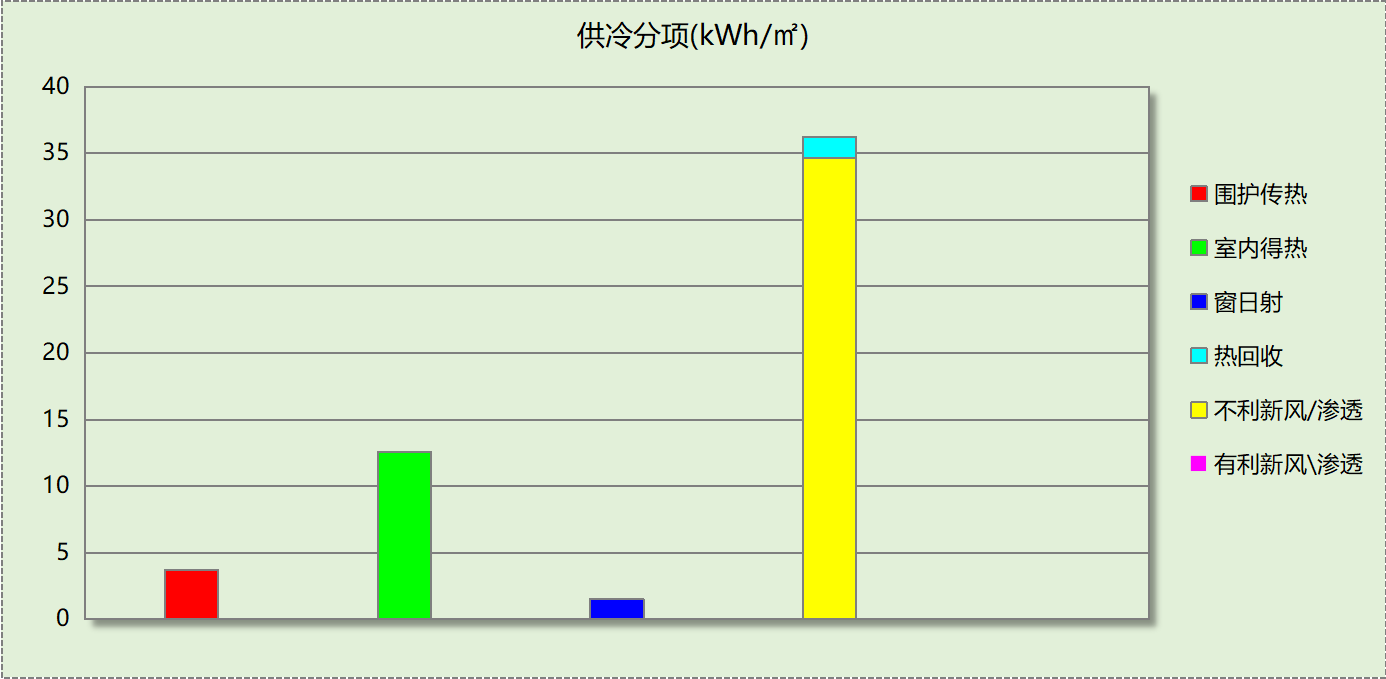 供冷分项(kWh/㎡)
40
35
30
25
20
15
10
5
0
围护传热
室内得热
窗日射
热回收
不利新风/渗透
有利新风\渗透